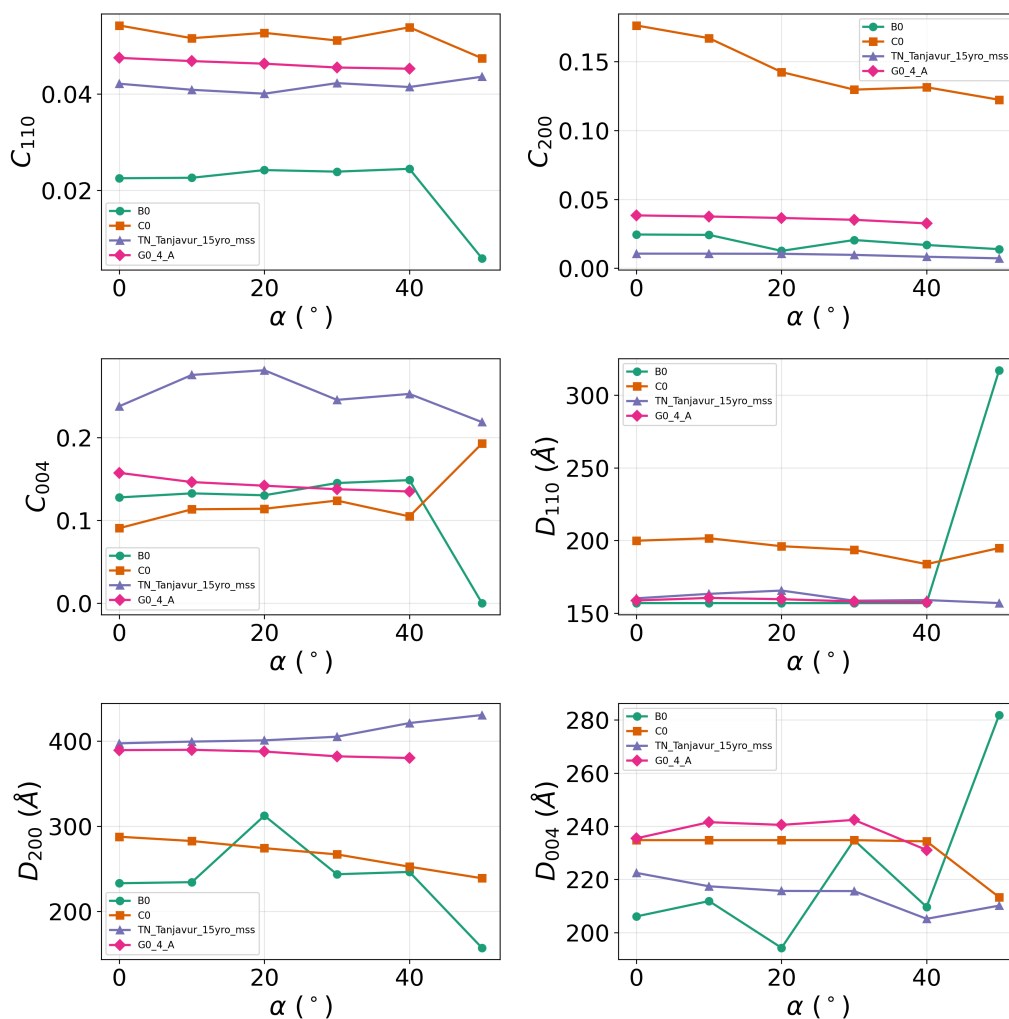 C110
0.04
0.02
B0
C0
TN_Tanjavur_15yro_mss
G0_4_A
0 20 40
α (°)
C200
0.15
0.10
0.05
0.00
B0
C0
TN_Tanjavur_15yro_mss
G0_4_A
0 20 40
α (°)
C004
0.2
0.1
0.0
B0
C0
TN_Tanjavur_15yro_mss
G0_4_A
0 20 40
α (°)
D110 (Å)
300
250
200
150
B0
C0
TN_Tanjavur_15yro_mss
G0_4_A
0 20 40
α (°)
D200 (Å)
400
300
200
B0
C0
TN_Tanjavur_15yro_mss
G0_4_A
0 20 40
α (°)
D004 (Å)
280
260
240
220
200
B0
C0
TN_Tanjavur_15yro_mss
G0_4_A
0 20 40
α (°)